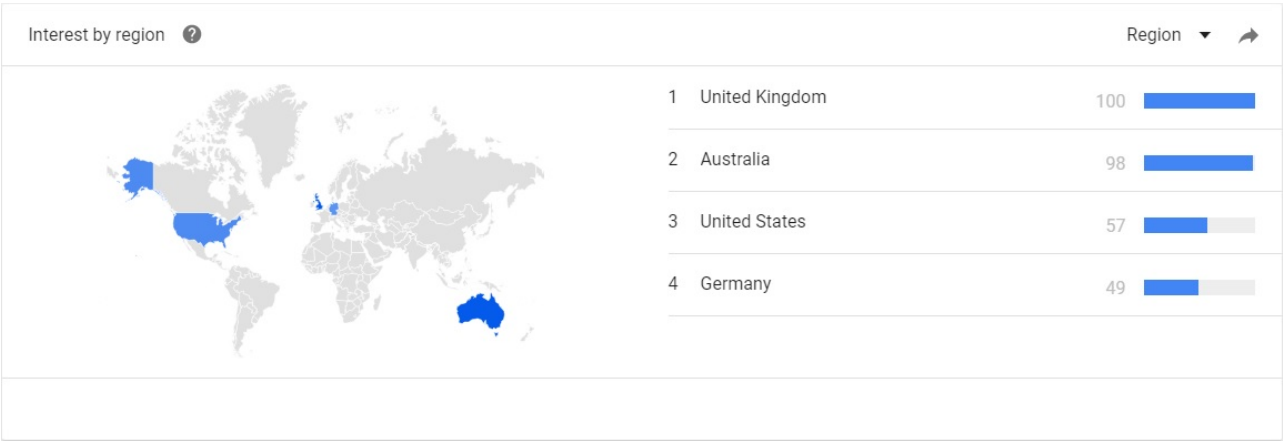 Interest by region
Region
1 United Kingdom 100
2 Australia 98
3 United States 57
4 Germany 49